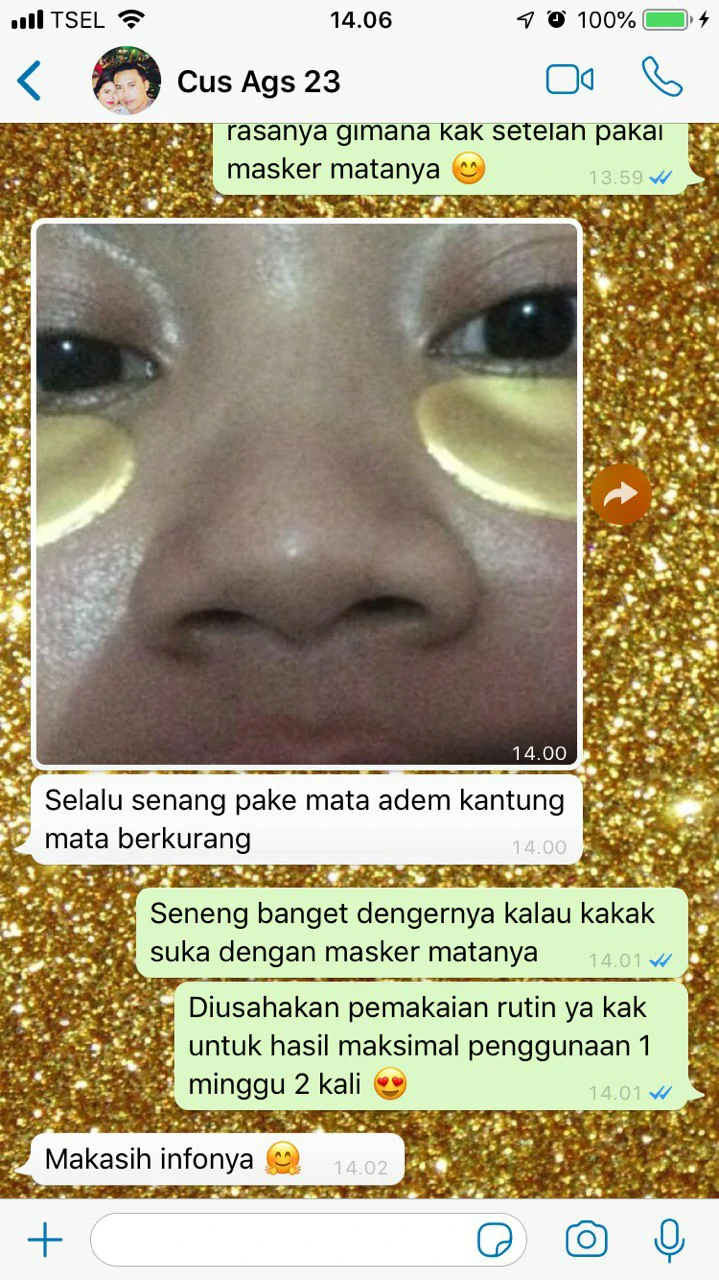 TSEL
14.06
100%
Cus Ags 23
rasanya gimana kak setelah pakai
masker matanya 😊
13.59
14.00
Selalu senang pake mata adem kantung
mata berkurang
14.00
Seneng banget dengernya kalau kakak
suka dengan masker matanya
14.01
Diusahakan pemakaian rutin ya kak
untuk hasil maksimal penggunaan 1
minggu 2 kali 😍
14.01
Makasih infonya 🤗
14.02